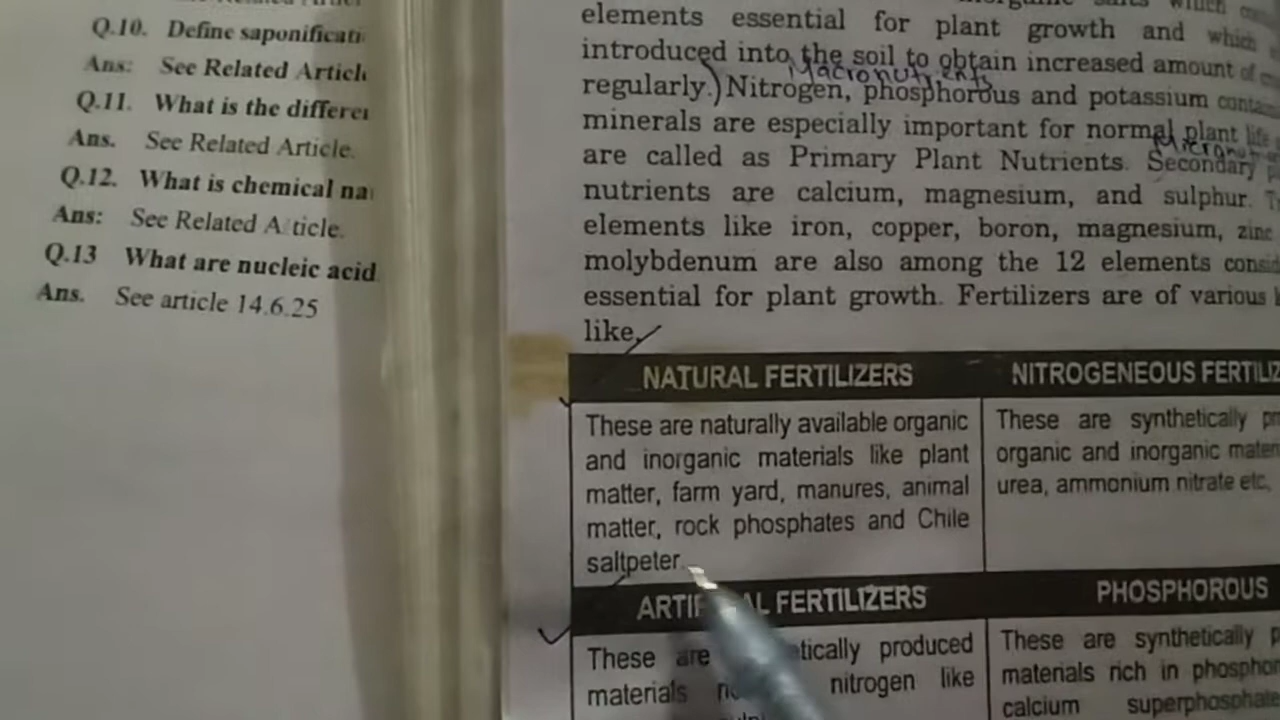 Q.10. Define saponificati
Ans: See Related Articl
Q.11. What is the differe
Ans. See Related Article.
Q.12. What is chemical na
Ans: See Related A ticle.
Q.13 What are nucleic acid
Ans. See article 14.6.25
elements essential for plant growth and which
introduced into the soil to obtain increased amount of
Macronutrients
regularly.) Nitrogen, phosphorous and potassium conta
minerals are especially important for normal plant life
are called as Primary Plant Nutrients. Secondary
nutrients are calcium, magnesium, and sulphur.
elements like iron, copper, boron, magnesium, zinc
molybdenum are also among the 12 elements consid
essential for plant growth. Fertilizers are of various
like,
NATURAL FERTILIZERS
These are naturally available organic
and inorganic materials like plant
matter, farm yard, manures, animal
matter, rock phosphates and Chile
saltpeter.
NITROGENEOUS FERTILIZ
These are synthetically p
organic and inorganic mater
urea, ammonium nitrate etc,
ARTIF AL FERTILIZERS
These are tically produced
materials nitrogen like
PHOSPHOROUS
These are synthetically p
materials rich in phosphor
calcium superphosphate